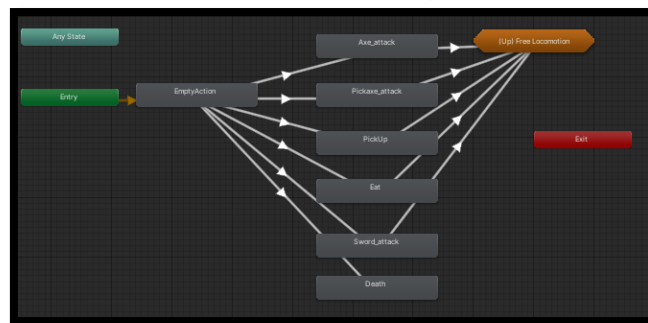 Any State
Axe_attack
(Up) Free Locomotion
Entry
EmptyAction
Pickaxe_attack
PickUp
Exit
Eat
Sword_attack
Death